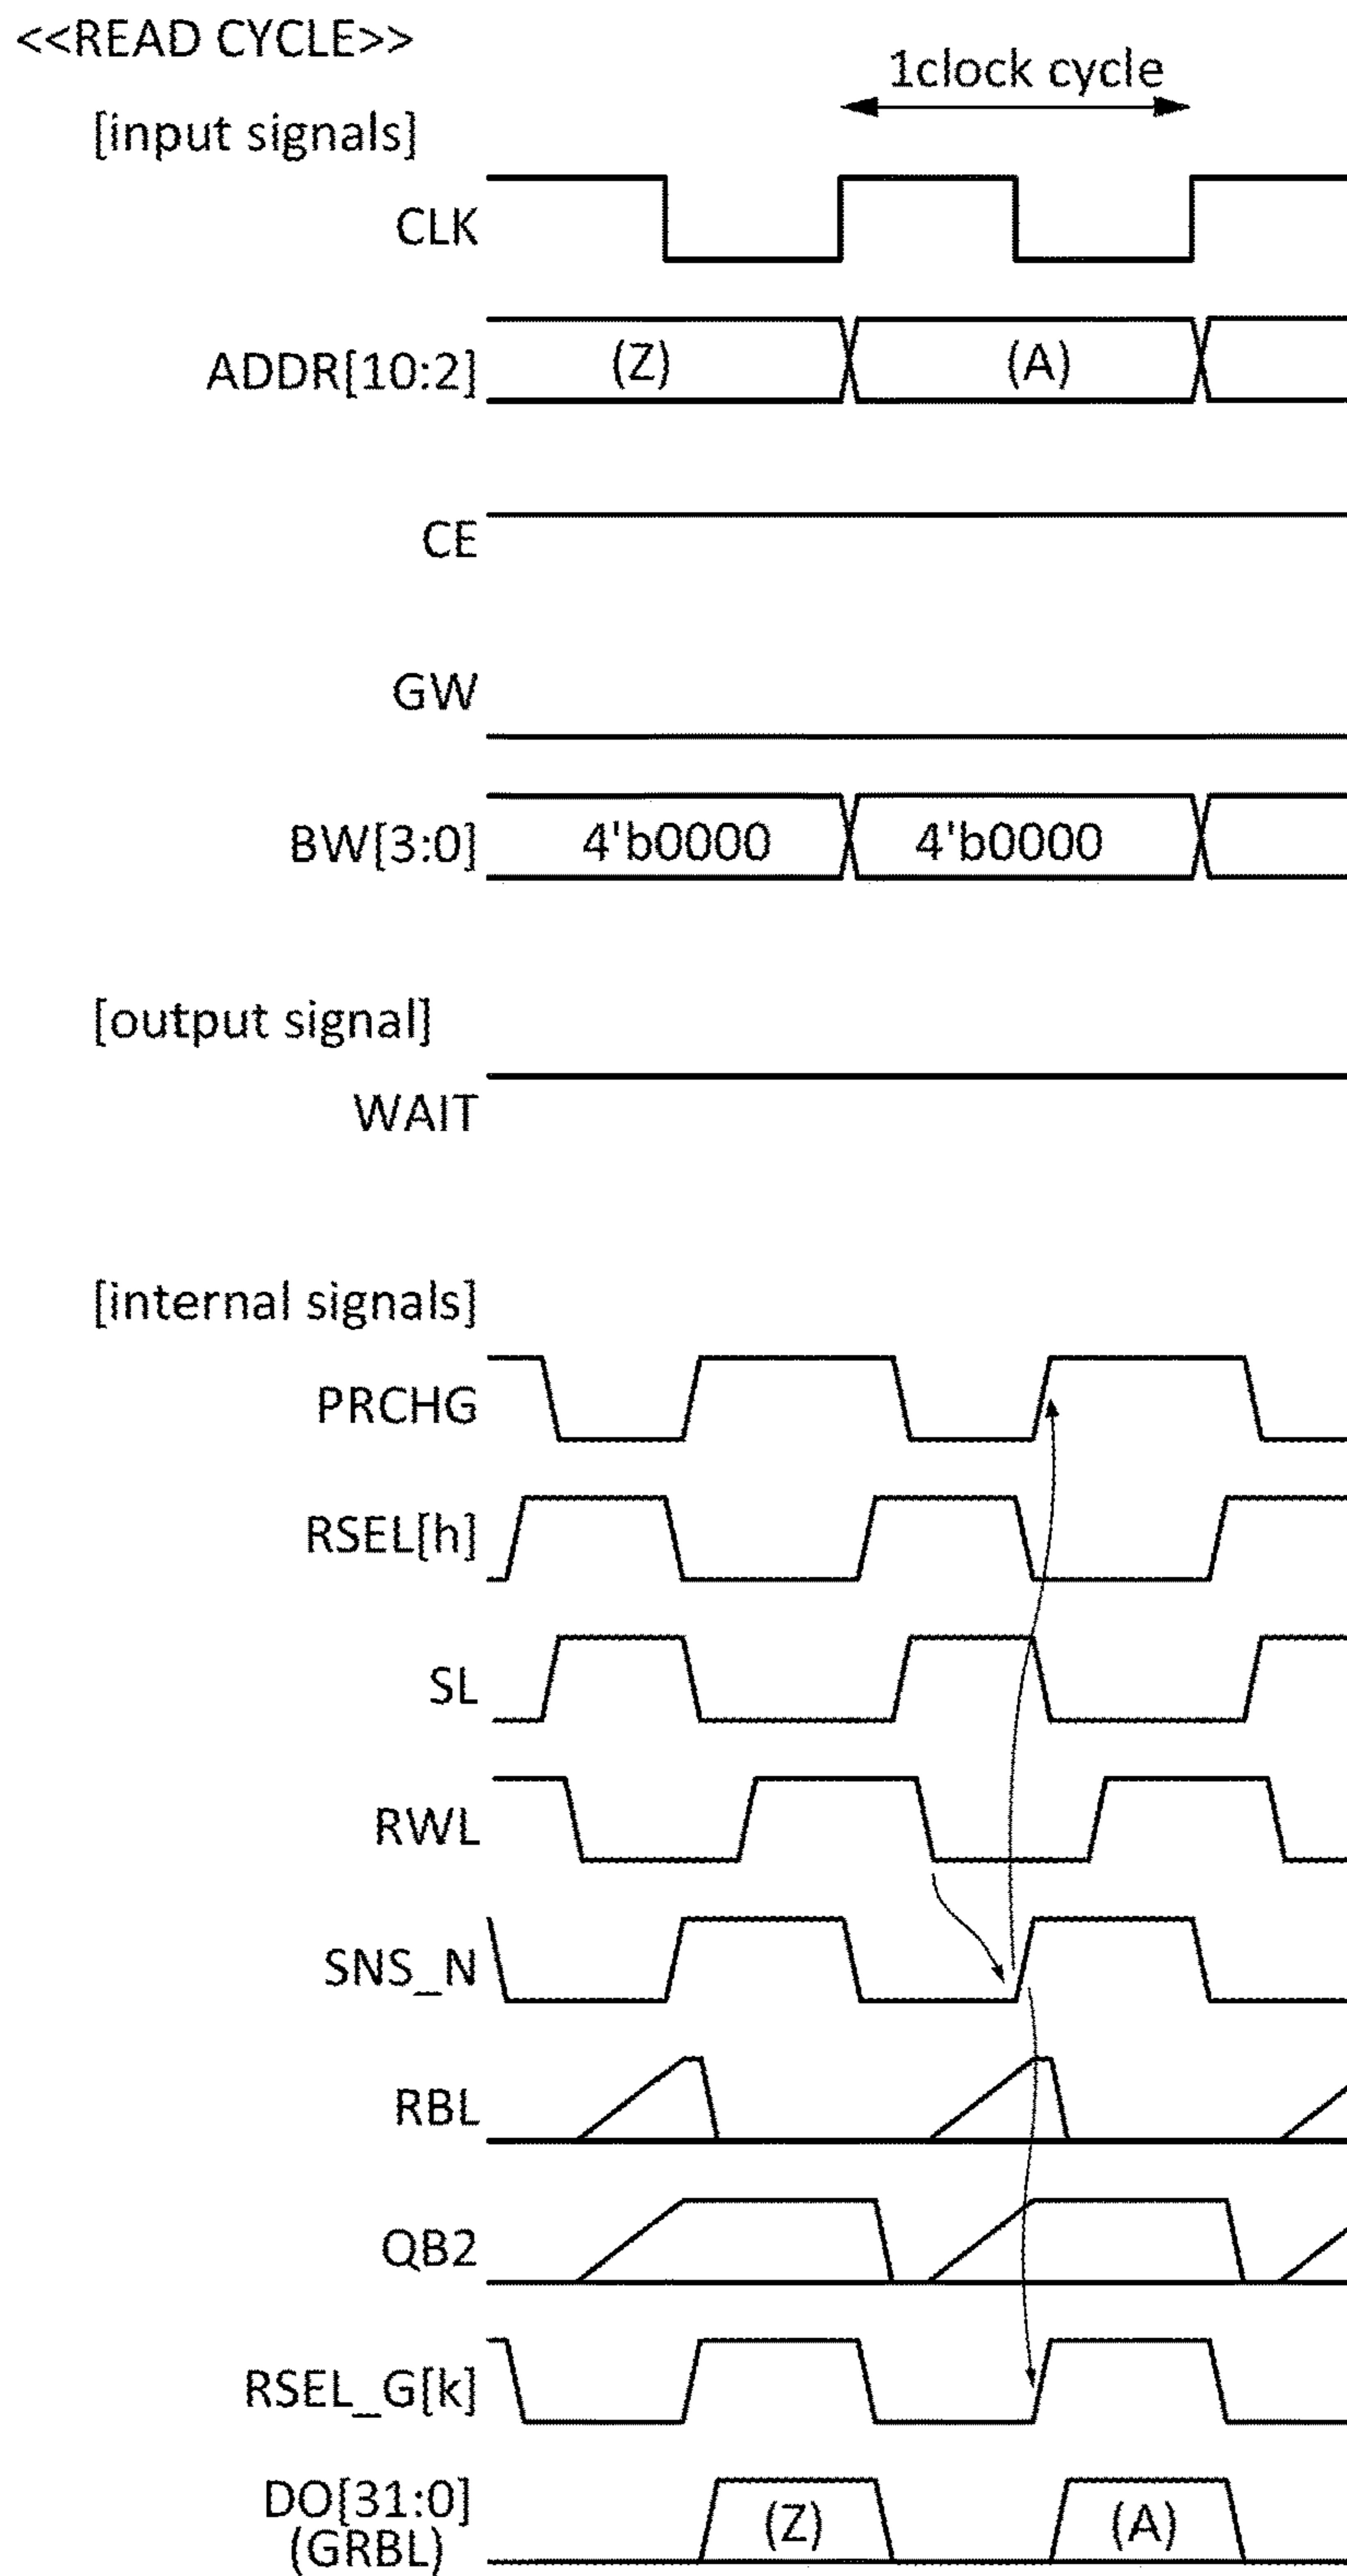 <<READ CYCLE>>
1clock cycle
[input signals]
CLK
ADDR[10:2] (Z) (A)
CE
GW
BW[3:0] 4'b0000 4'b0000
[output signal]
WAIT
[internal signals]
PRCHG
RSEL[h]
SL
RWL
SNS_N
RBL
QB2
RSEL_G[k]
DO[31:0] (Z) (A)
(GRBL)